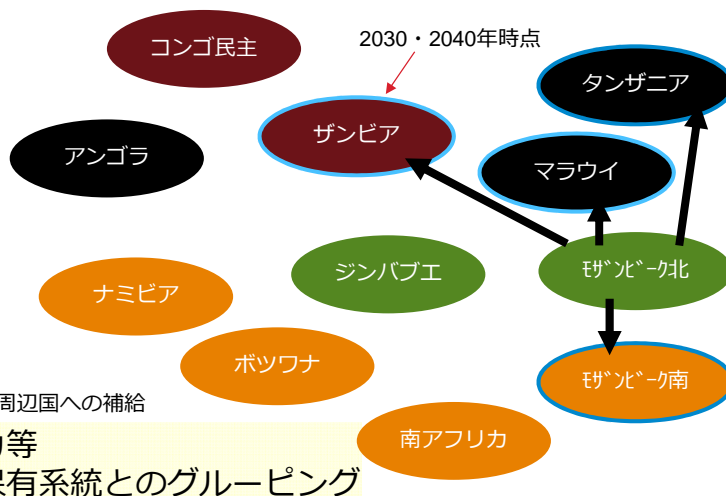 コンゴ民主
2030・2040年時点
タンザニア
ザンビア
アンゴラ
マラウイ
ジンバブエ
ﾓｻﾞﾝﾋﾞｰｸ北
ナミビア
ボツワナ
ﾓｻﾞﾝﾋﾞｰｸ南
周辺国への補給
南アフリカ
等
保有系統とのグルーピング